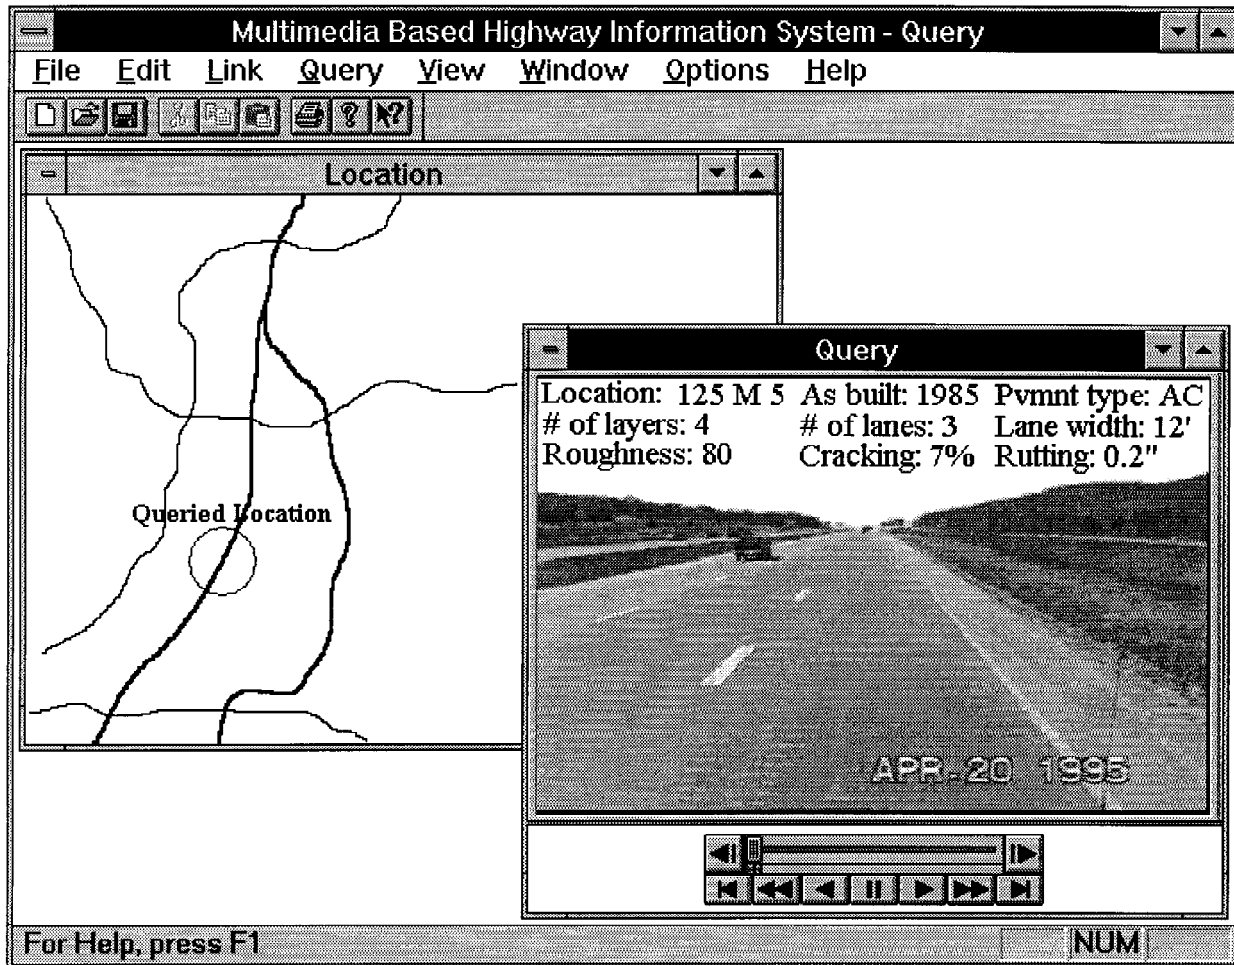 Multimedia Based Highway Information System - Query
File Edit Link Query View Window Options Help
Location
Queried Location
Query
Location: 125 M 5 As built: 1985 Pvmnt type: AC
# of layers: 4 # of lanes: 3 Lane width: 12'
Roughness: 80 Cracking: 7% Rutting: 0.2"
APR-20 1995
For Help, press F1 NUM